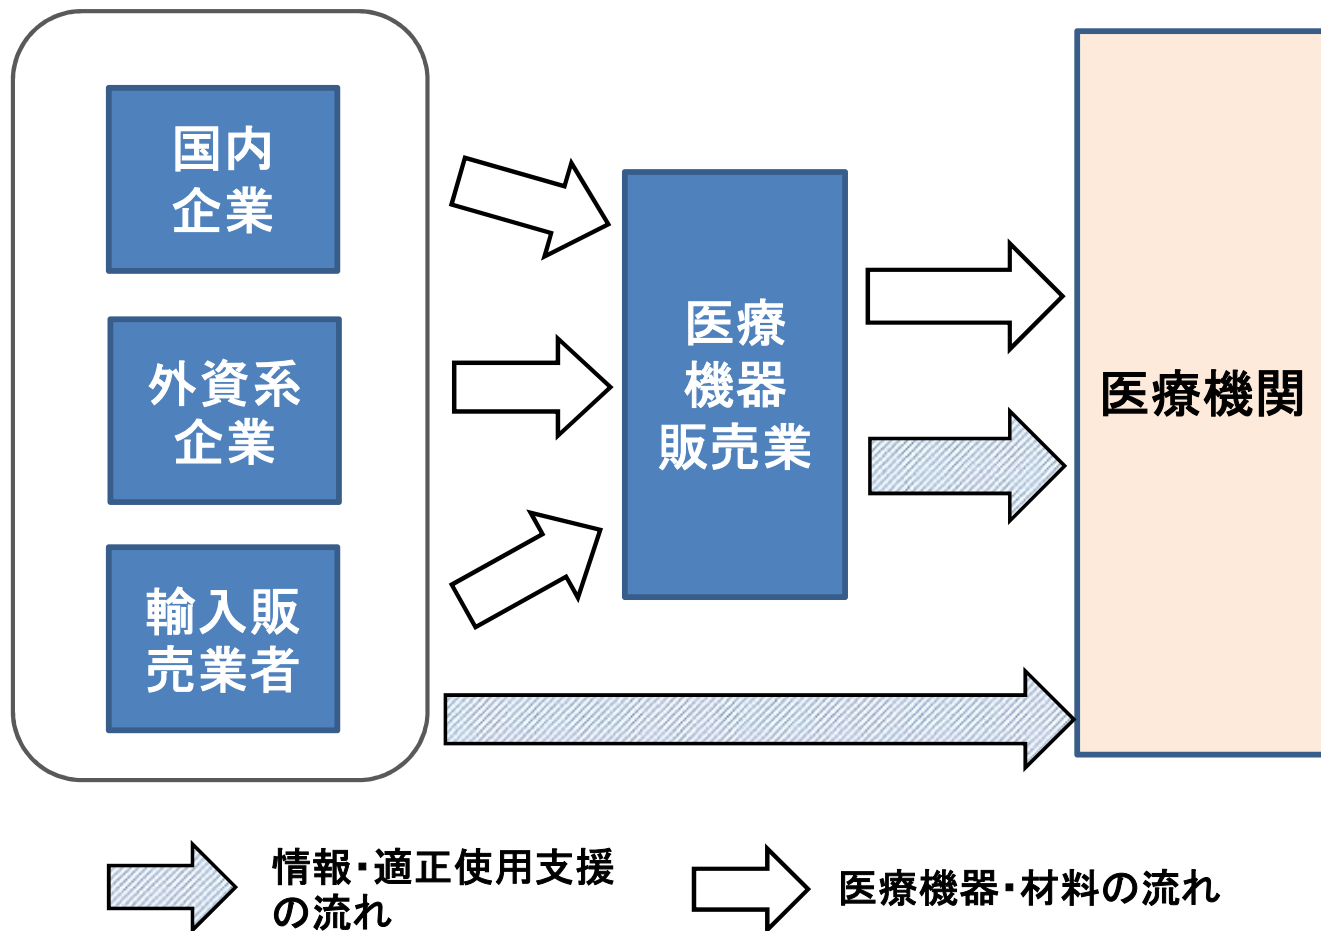 国内
企業
外資系
企業
輸入販
売業者
医療
機器
販売業
医療機関
情報・適正使用支援
の流れ
医療機器・材料の流れ